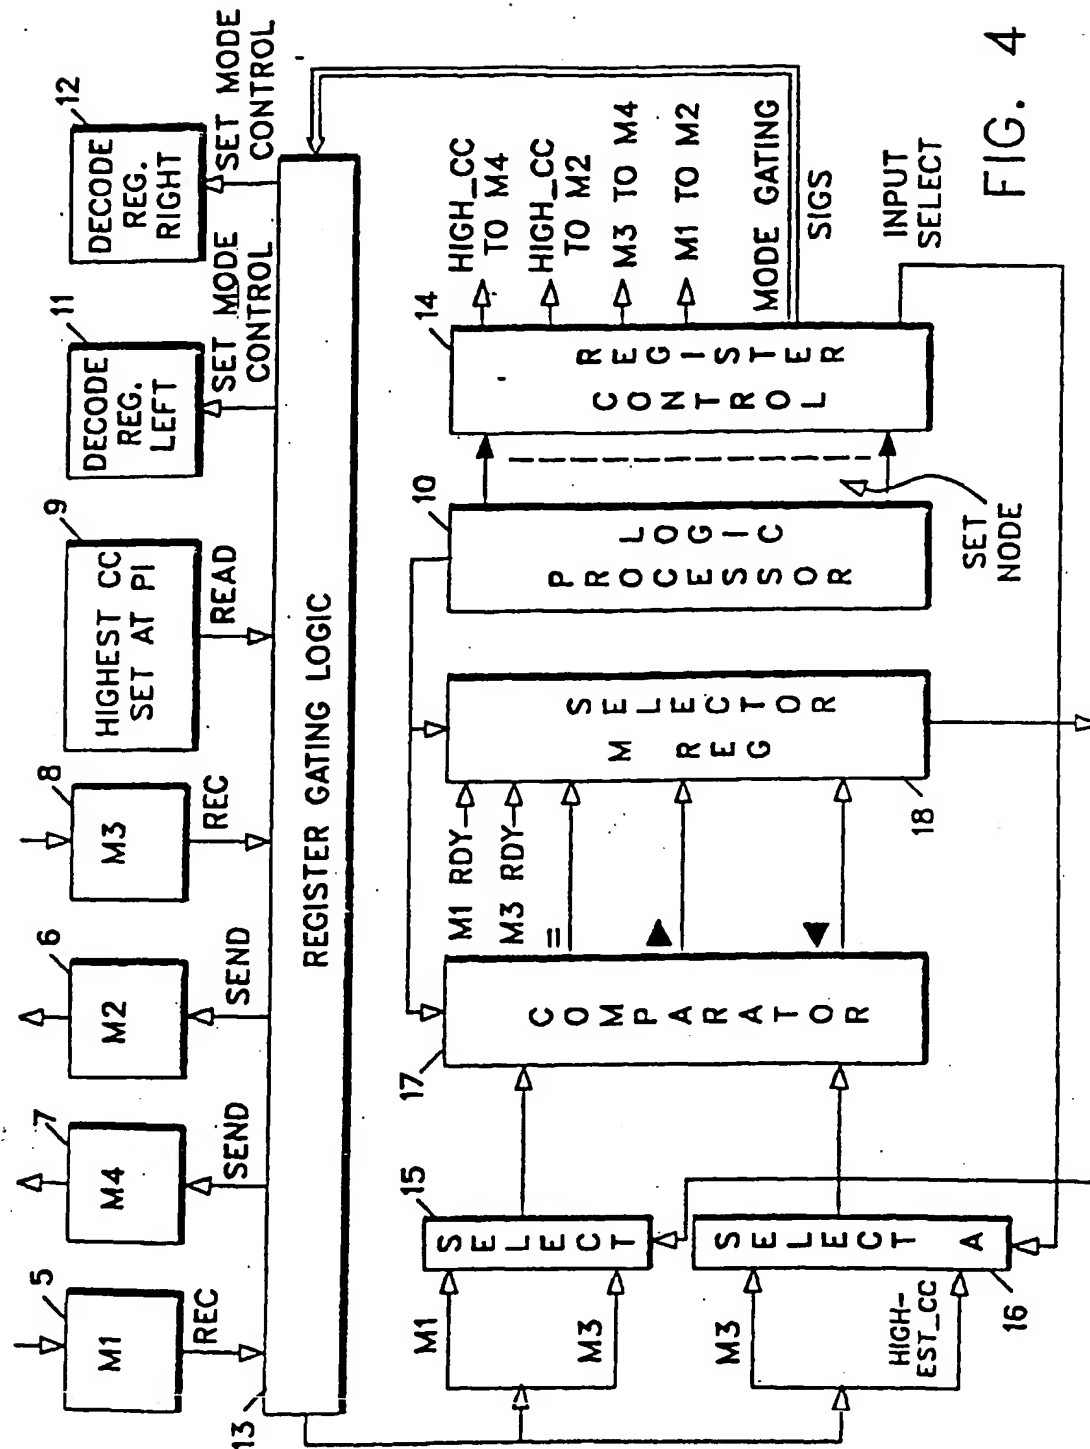 5
M1
REC
7
M4
SEND
6
M2
SEND
8
M3
REC
9
HIGHEST CC
SET AT PI
READ
11
DECODE
REG.
LEFT
SET MODE
CONTROL
12
DECODE
REG.
RIGHT
SET MODE
CONTROL
13
REGISTER GATING LOGIC
M1
M3
15
SELECT
M3
HIGH-
EST_CC
16
SELECT A
17
COMPARATOR
M1 RDY
M3 RDY
=
▲
▼
18
SELECTOR
M REG
10
LOGIC
PROCESSOR
SET
NODE
14
REGISTER
CONTROL
HIGH_CC
TO M4
HIGH_CC
TO M2
M3 TO M4
M1 TO M2
MODE GATING
SIGS
INPUT
SELECT
FIG. 4